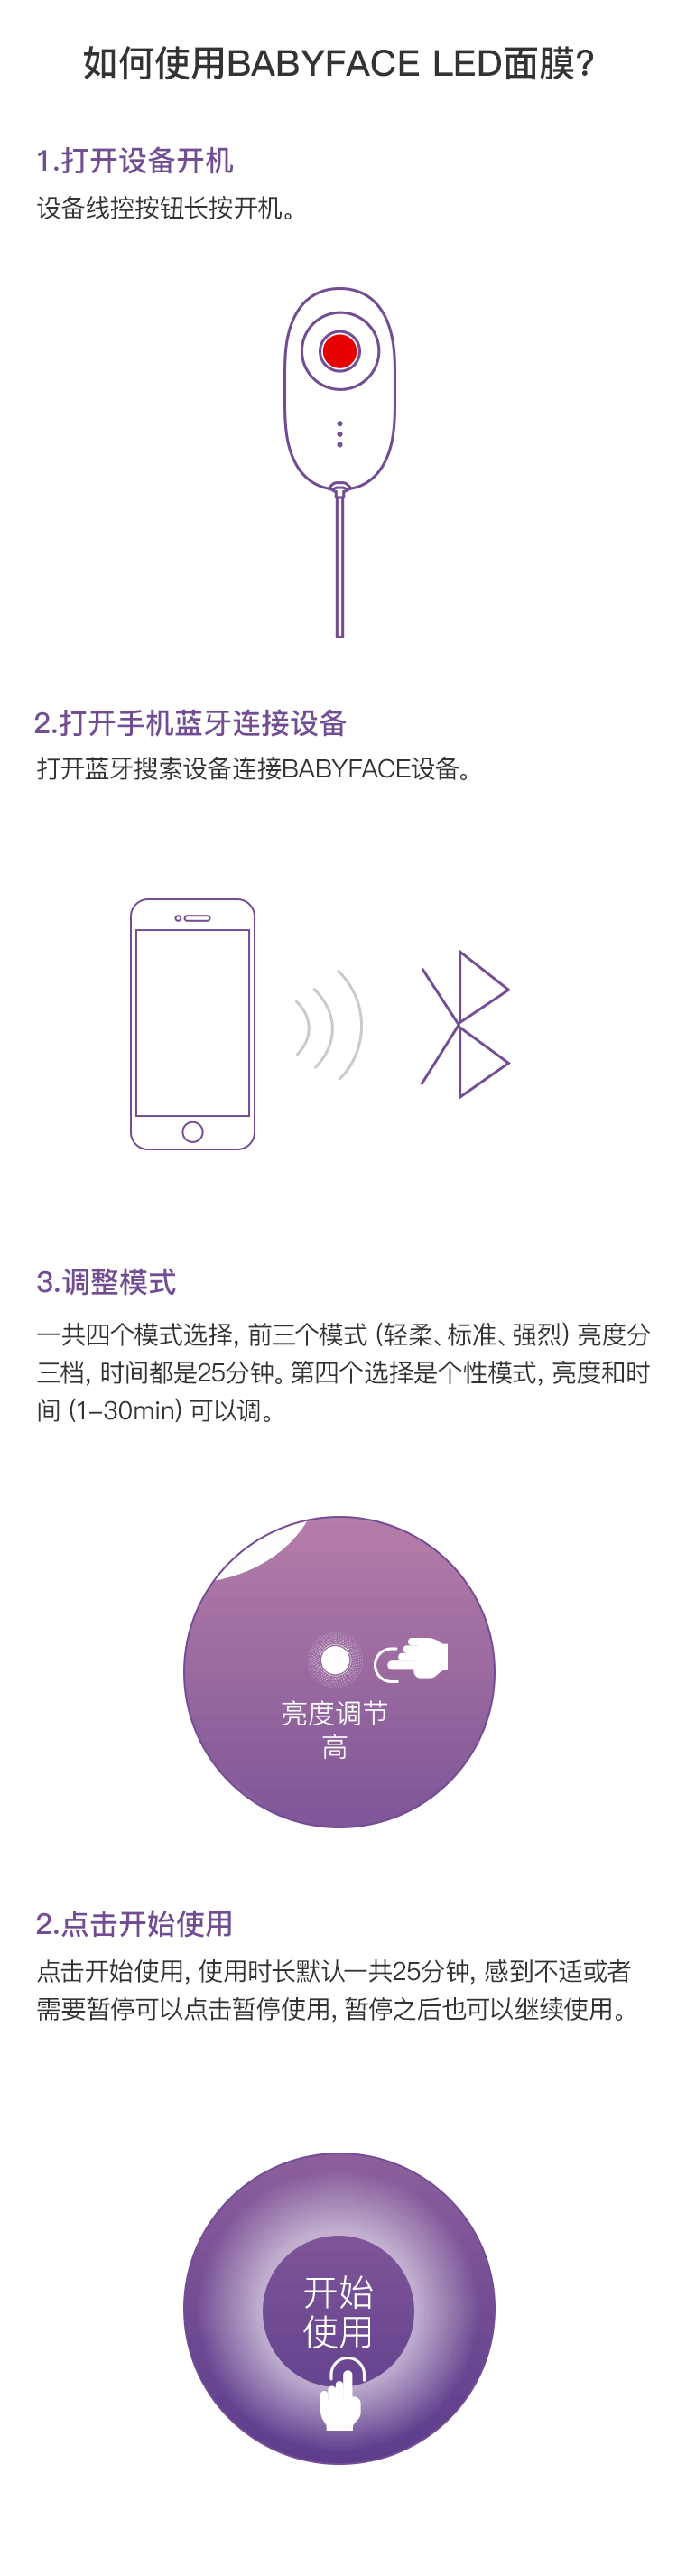 如何使用BABYFACE LED面膜?
1.打开设备开机
设备线控按钮长按开机。
2.打开手机蓝牙连接设备
打开蓝牙搜索设备连接BABYFACE设备。
3.调整模式
一共四个模式选择, 前三个模式 (轻柔、标准、强烈) 亮度分
三档, 时间都是25分钟。第四个选择是个性模式, 亮度和时
间 (1-30min) 可以调。
亮度调节
高
2.点击开始使用
点击开始使用, 使用时长默认一共25分钟, 感到不适或者
需要暂停可以点击暂停使用, 暂停之后也可以继续使用。
开始
使用